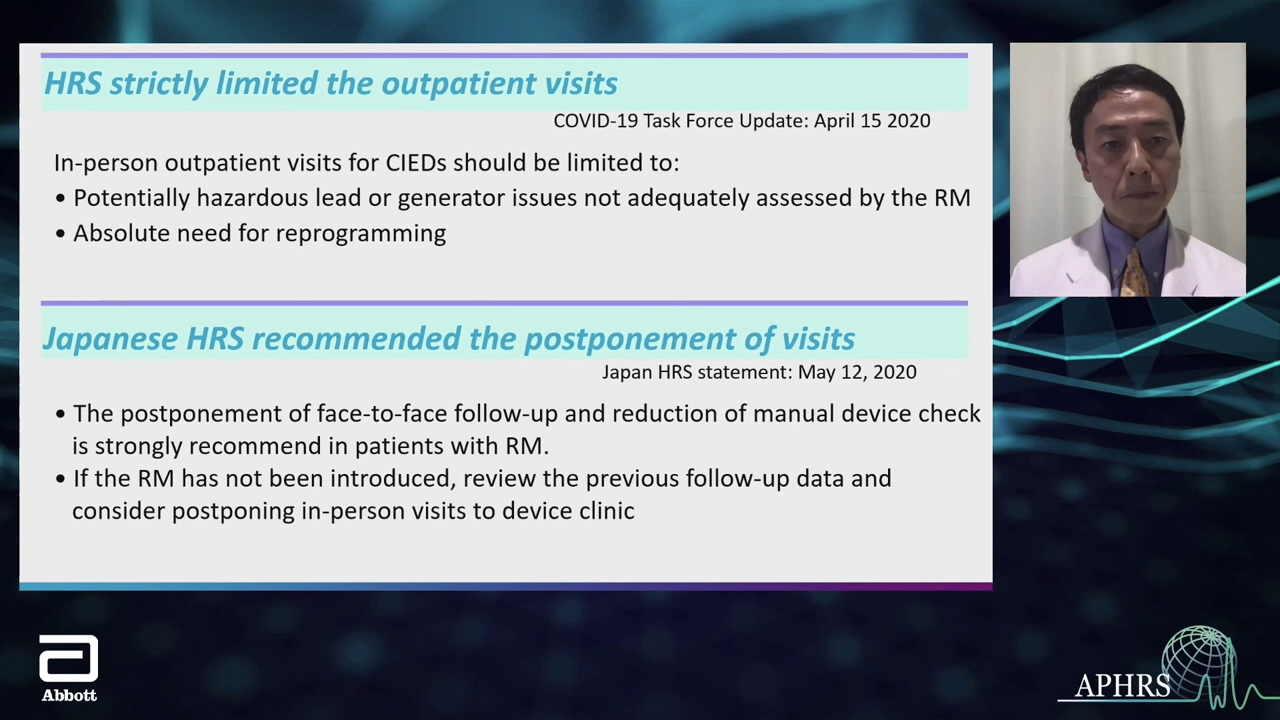 HRS strictly limited the outpatient visits
COVID-19 Task Force Update: April 15 2020
In-person outpatient visits for CIEDs should be limited to:
• Potentially hazardous lead or generator issues not adequately assessed by the RM
• Absolute need for reprogramming
Japanese HRS recommended the postponement of visits
Japan HRS statement: May 12, 2020
• The postponement of face-to-face follow-up and reduction of manual device check
is strongly recommend in patients with RM.
• If the RM has not been introduced, review the previous follow-up data and
consider postponing in-person visits to device clinic
Abbott
APHRS